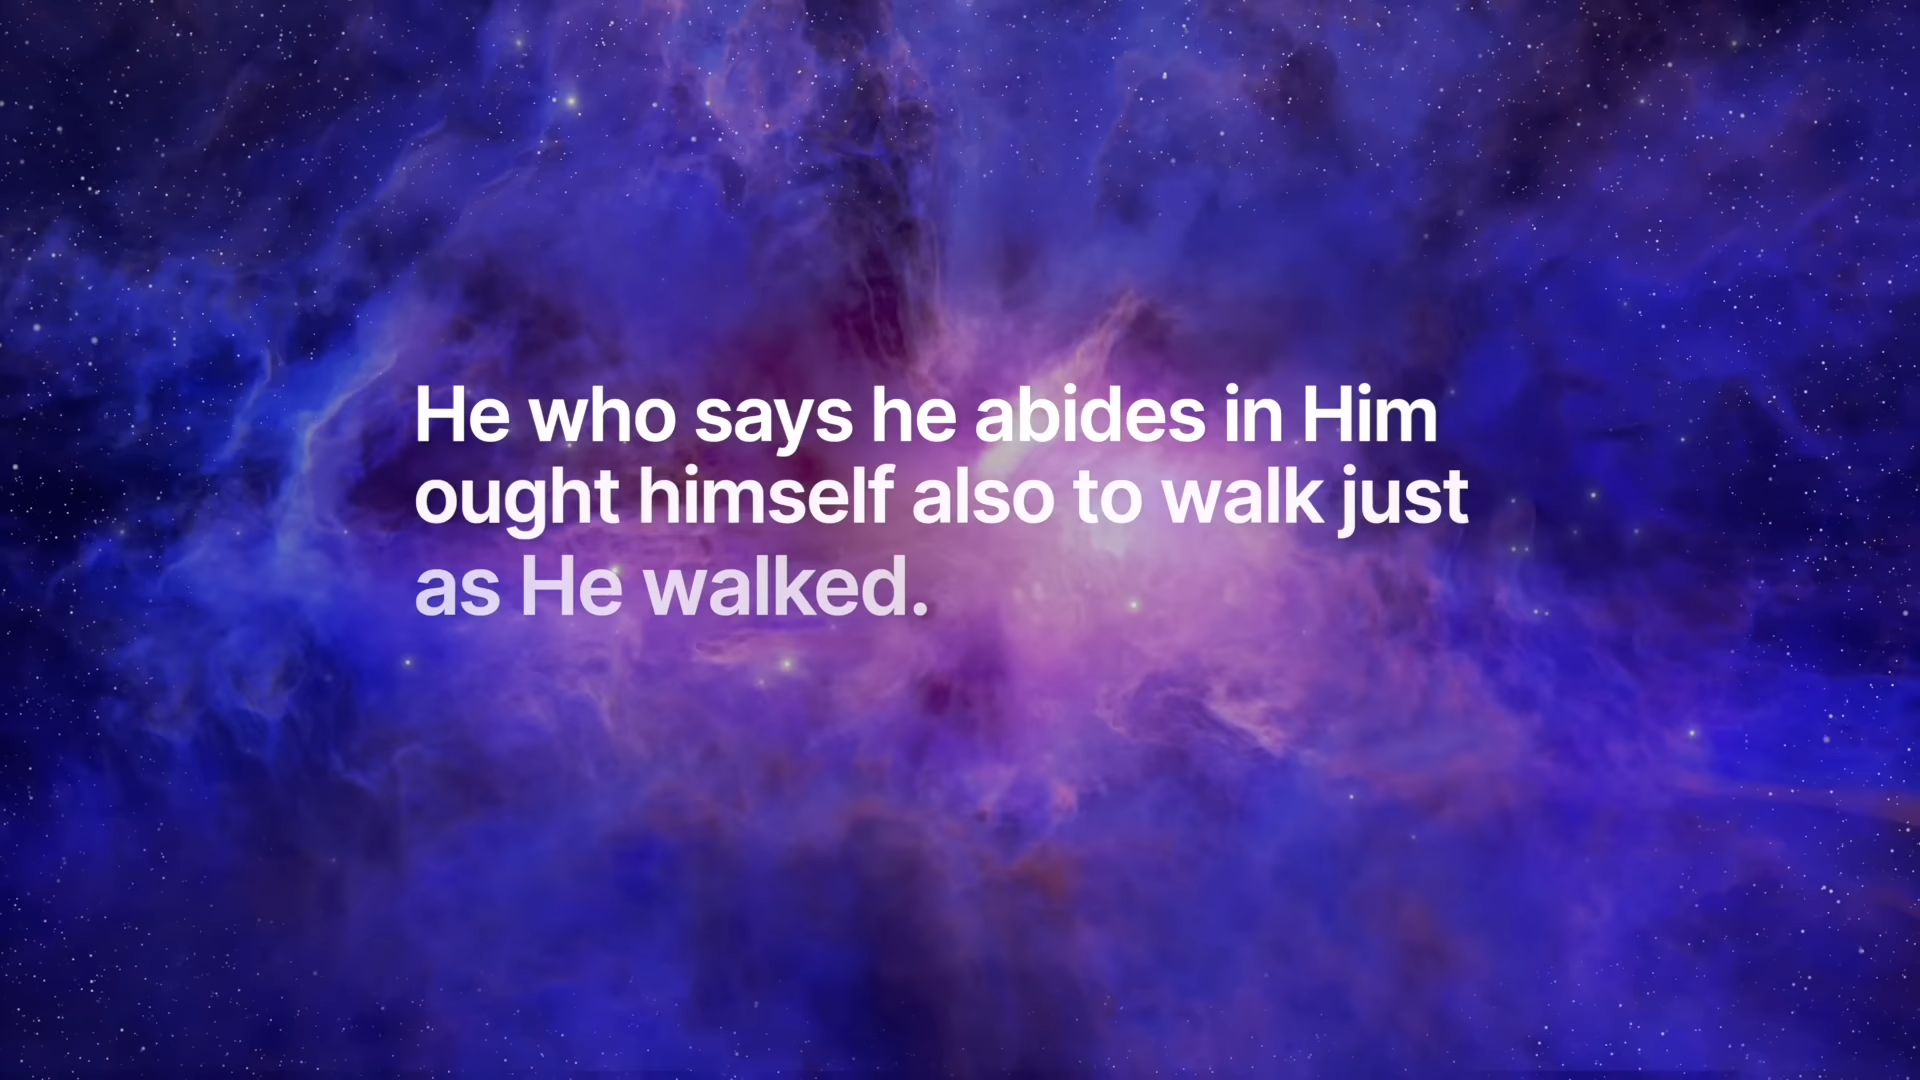 He who says he abides in Him
ought himself also to walk just
as He walked.